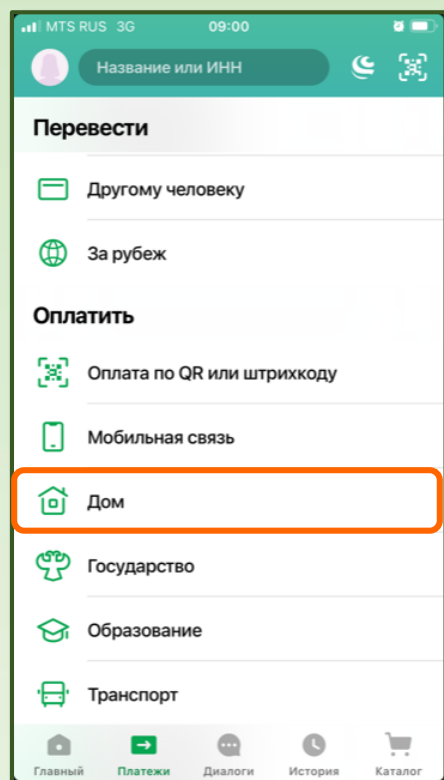 MTS RUS 3G 09:00
Название или ИНН
Перевести
Другому человеку
За рубеж
Оплатить
Оплата по QR или штрихкоду
Мобильная связь
Дом
Государство
Образование
Транспорт
Главный Платежи Диалоги История Каталог